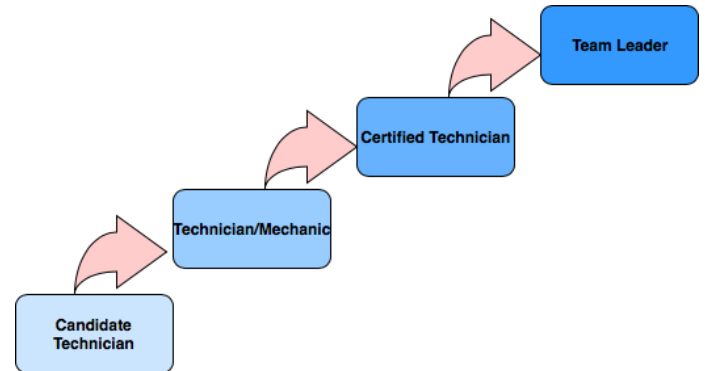 Team Leader
Certified Technician
Technician/Mechanic
Candidate
Technician